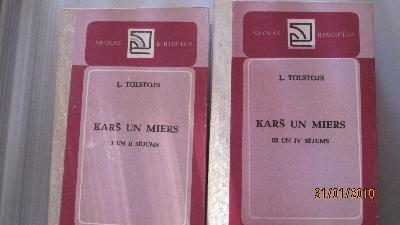 SKOLAS BIBLIOTĒKA
Ļ. TOLSTOJS
KARŠ UN MIERS
I UN II SĒJUMS
SKOLAS BIBLIOTĒKA
Ļ. TOLSTOJS
KARŠ UN MIERS
III UN IV SĒJUMS
21/01/2010